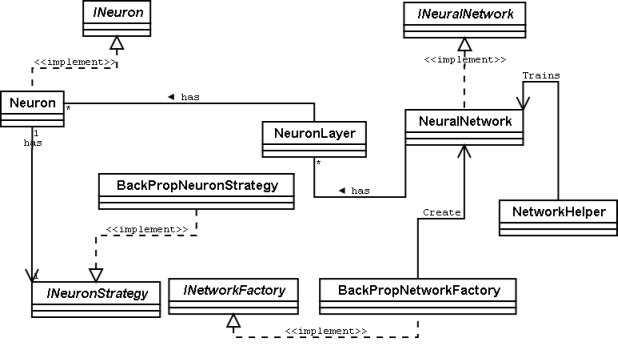 INeuron
INeuralNetwork
<<implement>>
<<implement>>
Trains
Neuron
◄ has
*
NeuralNetwork
1
has
NeuronLayer
*
◄ has
BackPropNeuronStrategy
Create
NetworkHelper
<<implement>>
1
INeuronStrategy
INetworkFactory
BackPropNetworkFactory
<<implement>>